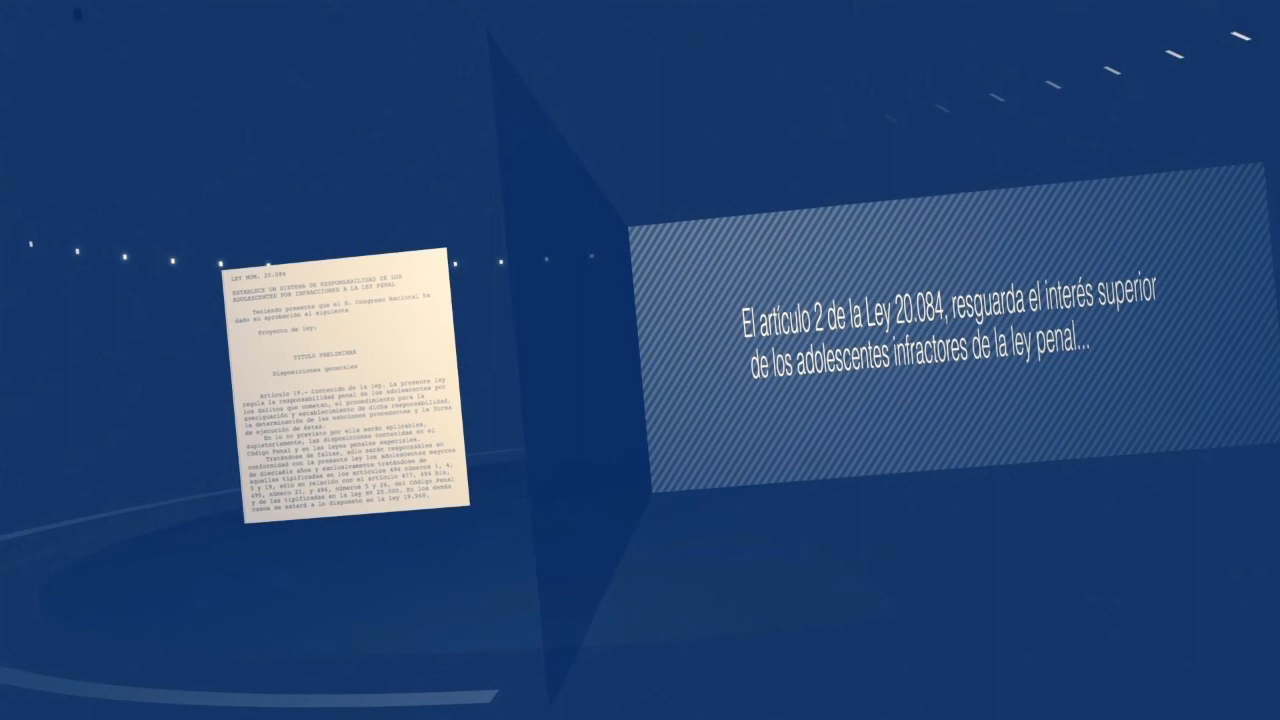 LEY NUM. 20.084
ESTABLECE UN SISTEMA DE RESPONSABILIDAD DE LOS
ADOLESCENTES POR INFRACCIONES A LA LEY PENAL
Teniendo presente que el H. Congreso Nacional ha
dado su aprobación al siguiente
Proyecto de ley:
TITULO PRELIMINAR
Disposiciones generales
Artículo 1º.- Contenido de la ley. La presente ley
regula la responsabilidad penal de los adolescentes por
los delitos que cometan, el procedimiento para la
averiguación y establecimiento de dicha responsabilidad,
la determinación de las sanciones procedentes y la forma
de ejecución de éstas.
En lo no previsto por ella serán aplicables,
supletoriamente, las disposiciones contenidas en el
Código Penal y en las leyes penales especiales.
Tratándose de faltas, sólo serán responsables en
conformidad con la presente ley los adolescentes mayores
de dieciséis años y exclusivamente tratándose de
aquellas tipificadas en los artículos 494 números 1, 4,
5 y 19, sólo en relación con el artículo 477, 494 bis,
495, número 21, y 496, números 5 y 26, del Código Penal
y de las tipificadas en la ley Nº 20.000. En los demás
casos se estará a lo dispuesto en la ley 19.968.
El artículo 2 de la Ley 20.084, resguarda el interés superior
de los adolescentes infractores de la ley penal...